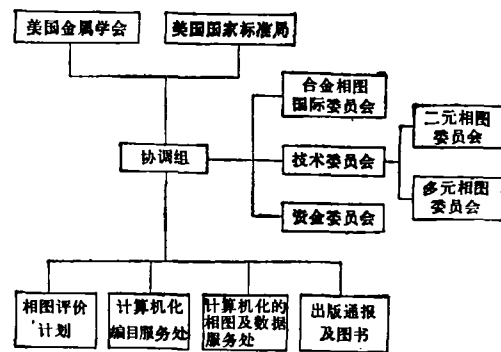 美国金属学会
美国国家标准局
合金相图
国际委员会
二元相图
委员会
协调组
技术委员会
多元相图
委员会
资金委员会
相图评价
计划
计算机化
编目服务处
计算机化的
相图及数据
服务处
出版通报
及图书